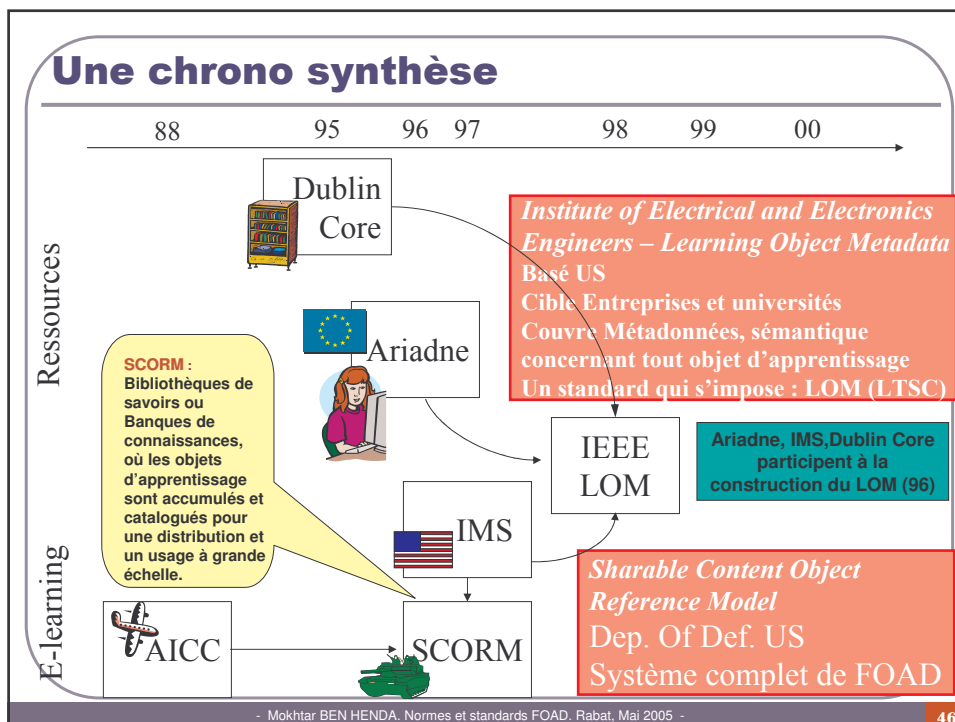 Une chrono synthèse
88 95 96 97 98 99 00
Ressources
E-learning
Dublin
Core
Ariadne
Institute of Electrical and Electronics
Engineers – Learning Object Metadata
Basé US
Cible Entreprises et universités
Couvre Métadonnées, sémantique
concernant tout objet d'apprentissage
Un standard qui s'impose : LOM (LTSC)
SCORM :
Bibliothèques de
savoirs ou
Banques de
connaissances,
où les objets
d'apprentissage
sont accumulés et
catalogués pour
une distribution et
un usage à grande
échelle.
IEEE
LOM
Ariadne, IMS,Dublin Core
participent à la
construction du LOM (96)
IMS
AICC
SCORM
Sharable Content Object
Reference Model
Dep. Of Def. US
Système complet de FOAD
- Mokhtar BEN HENDA. Normes et standards FOAD. Rabat, Mai 2005 -
46